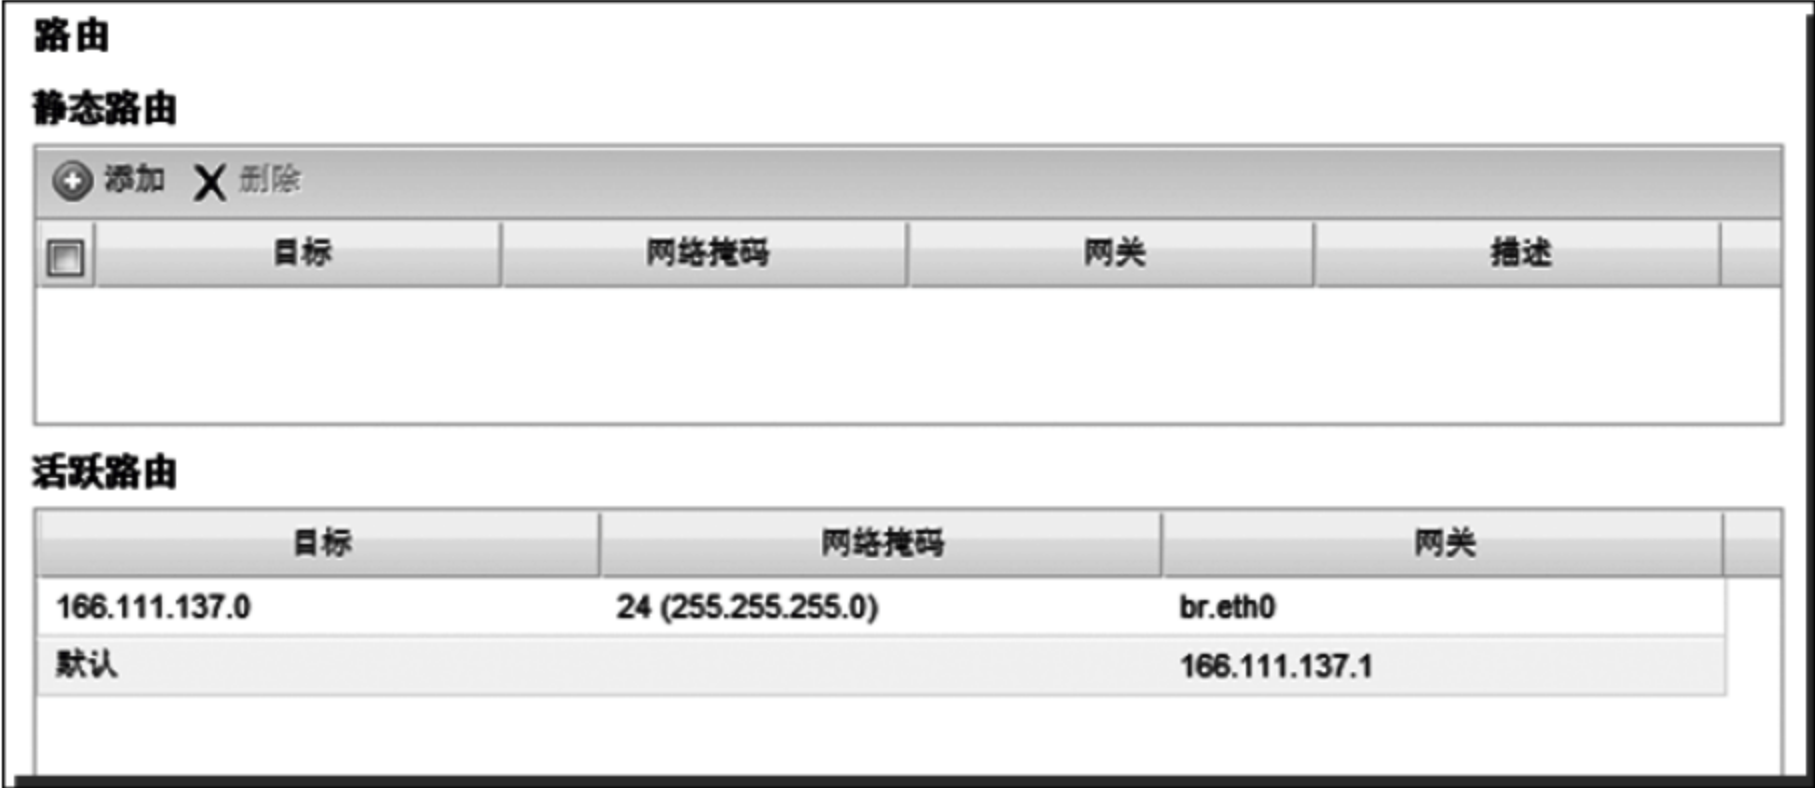 路由
静态路由
添加 删除
目标 网络掩码 网关 描述
活跃路由
目标 网络掩码 网关
166.111.137.0 24 (255.255.255.0) br.eth0
默认 166.111.137.1